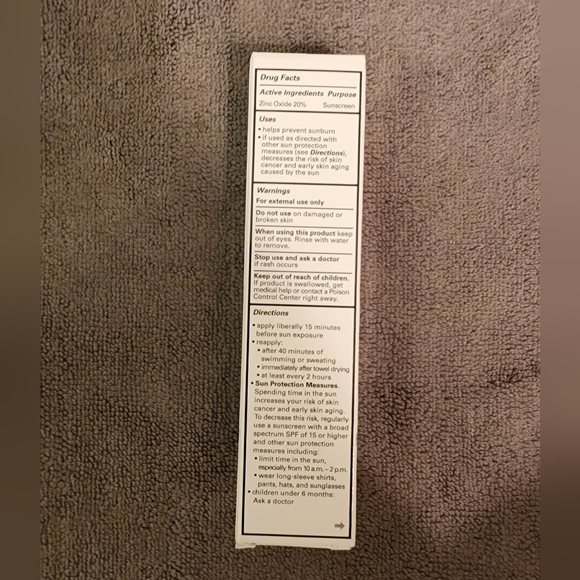 Drug Facts
Active Ingredients Purpose
Zinc Oxide 20% Sunscreen
Uses
• helps prevent sunburn
• if used as directed with
other sun protection
measures (see Directions),
decreases the risk of skin
cancer and early skin aging
caused by the sun
Warnings
For external use only
Do not use on damaged or
broken skin
When using this product keep
out of eyes. Rinse with water
to remove.
Stop use and ask a doctor
if rash occurs
Keep out of reach of children.
If product is swallowed, get
medical help or contact a Poison
Control Center right away.
Directions
• apply liberally 15 minutes
before sun exposure
• reapply:
• after 40 minutes of
swimming or sweating
• immediately after towel drying
• at least every 2 hours
• Sun Protection Measures.
Spending time in the sun
increases your risk of skin
cancer and early skin aging.
To decrease this risk, regularly
use a sunscreen with a broad
spectrum SPF of 15 or higher
and other sun protection
measures including:
• limit time in the sun,
especially from 10 a.m. – 2 p.m.
• wear long-sleeve shirts,
pants, hats, and sunglasses
• children under 6 months:
Ask a doctor